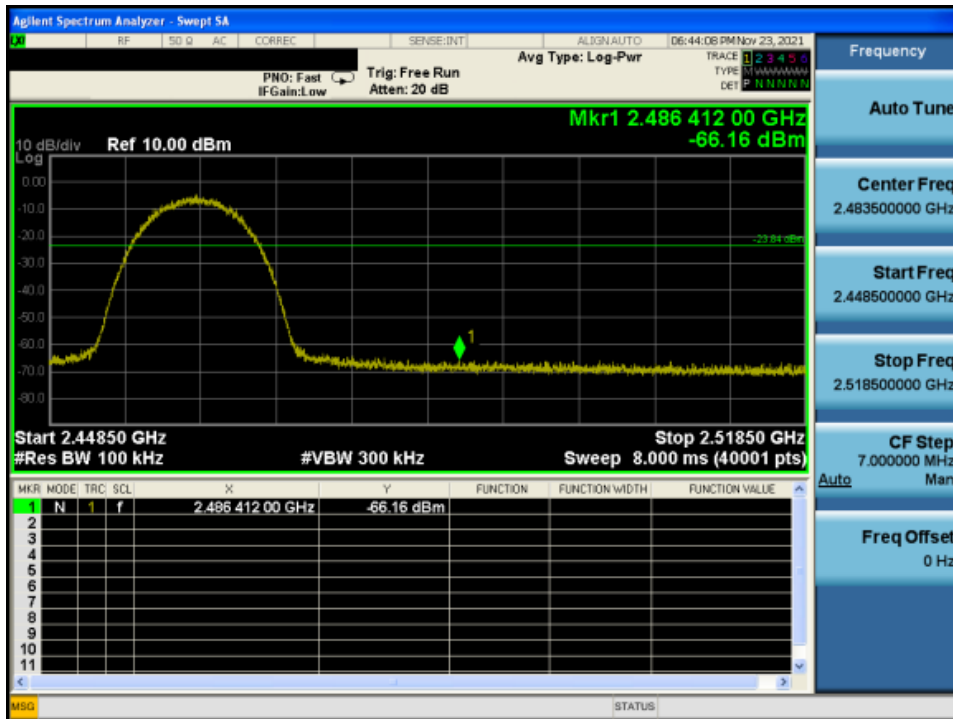 Agilent Spectrum Analyzer - Swept SA
LXI RF 50 Ω AC CORREC SENSE:INT ALIGNAUTO 06:44:08 PM Nov 23, 2021
PNO: Fast
IFGain:Low
Trig: Free Run
Atten: 20 dB
Avg Type: Log-Pwr
TRACE 1 2 3 4 5 6
TYPE M W W W W W
DET P N N N N N
Mkr1 2.486 412 00 GHz
-66.16 dBm
10 dB/div Ref 10.00 dBm
Log
0.00
-10.0
-20.0
-23.84 dBm
-30.0
-40.0
-50.0
-60.0
1
-70.0
-80.0
Start 2.44850 GHz Stop 2.51850 GHz
#Res BW 100 kHz #VBW 300 kHz Sweep 8.000 ms (40001 pts)
MKR MODE TRC SCL X Y FUNCTION FUNCTION WIDTH FUNCTION VALUE
1 N 1 f 2.486 412 00 GHz -66.16 dBm
2
3
4
5
6
7
8
9
10
11
MSG STATUS
Frequency
Auto Tune
Center Freq
2.483500000 GHz
Start Freq
2.448500000 GHz
Stop Freq
2.518500000 GHz
CF Step
7.000000 MHz
Auto Man
Freq Offset
0 Hz